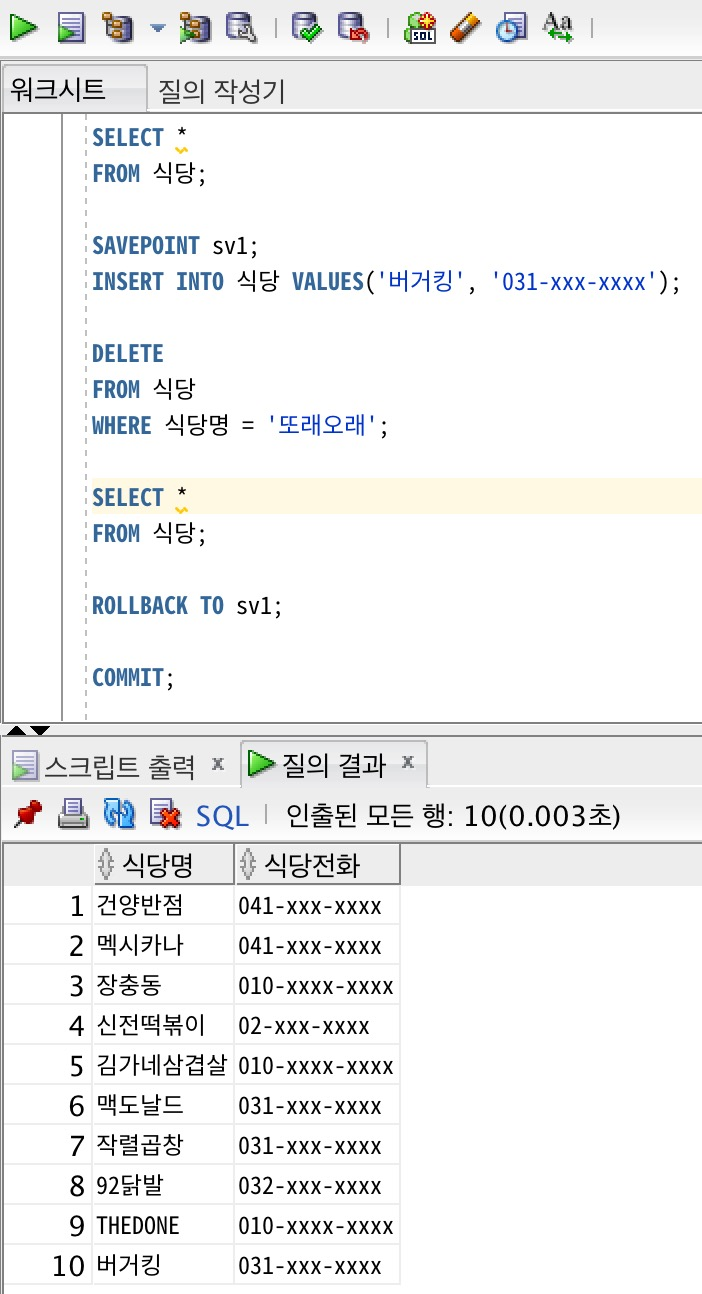 SQL
Aa
워크시트 질의 작성기
SELECT *
FROM 식당;
SAVEPOINT sv1;
INSERT INTO 식당 VALUES('버거킹', '031-xxx-xxxx');
DELETE
FROM 식당
WHERE 식당명 = '또래오래';
SELECT *
FROM 식당;
ROLLBACK TO sv1;
COMMIT;
스크립트 출력 x 질의 결과 x
SQL 인출된 모든 행: 10(0.003초)
식당명 식당전화
1 건양반점 041-xxx-xxxx
2 멕시카나 041-xxx-xxxx
3 장충동 010-xxxx-xxxx
4 신전떡볶이 02-xxx-xxxx
5 김가네삼겹살 010-xxxx-xxxx
6 맥도날드 031-xxx-xxxx
7 작렬곱창 031-xxx-xxxx
8 92닭발 032-xxx-xxxx
9 THEDONE 010-xxxx-xxxx
10 버거킹 031-xxx-xxxx